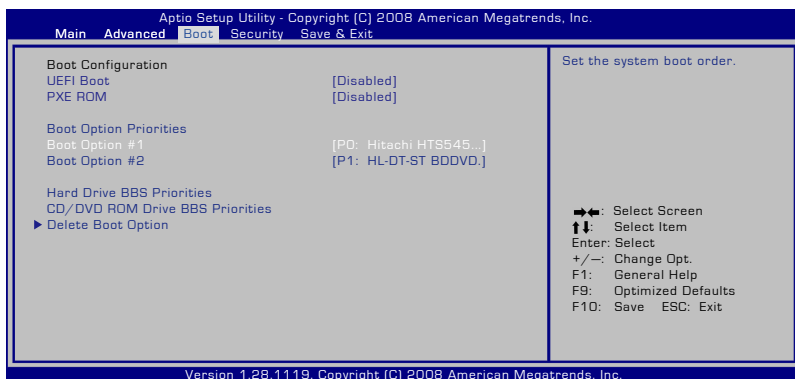 Aptio Setup Utility - Copyright (C) 2008 American Megatrends, Inc.
Main Advanced Boot Security Save & Exit
Boot Configuration
UEFI Boot [Disabled]
PXE ROM [Disabled]
Boot Option Priorities
Boot Option #1 [P0: Hitachi HTS545...]
Boot Option #2 [P1: HL-DT-ST BDDVD.]
Hard Drive BBS Priorities
CD/DVD ROM Drive BBS Priorities
▶ Delete Boot Option
Set the system boot order.
→←: Select Screen
↑↓: Select Item
Enter: Select
+/—: Change Opt.
F1: General Help
F9: Optimized Defaults
F10: Save ESC: Exit
Version 1.28.1119. Copyright (C) 2008 American Megatrends, Inc.